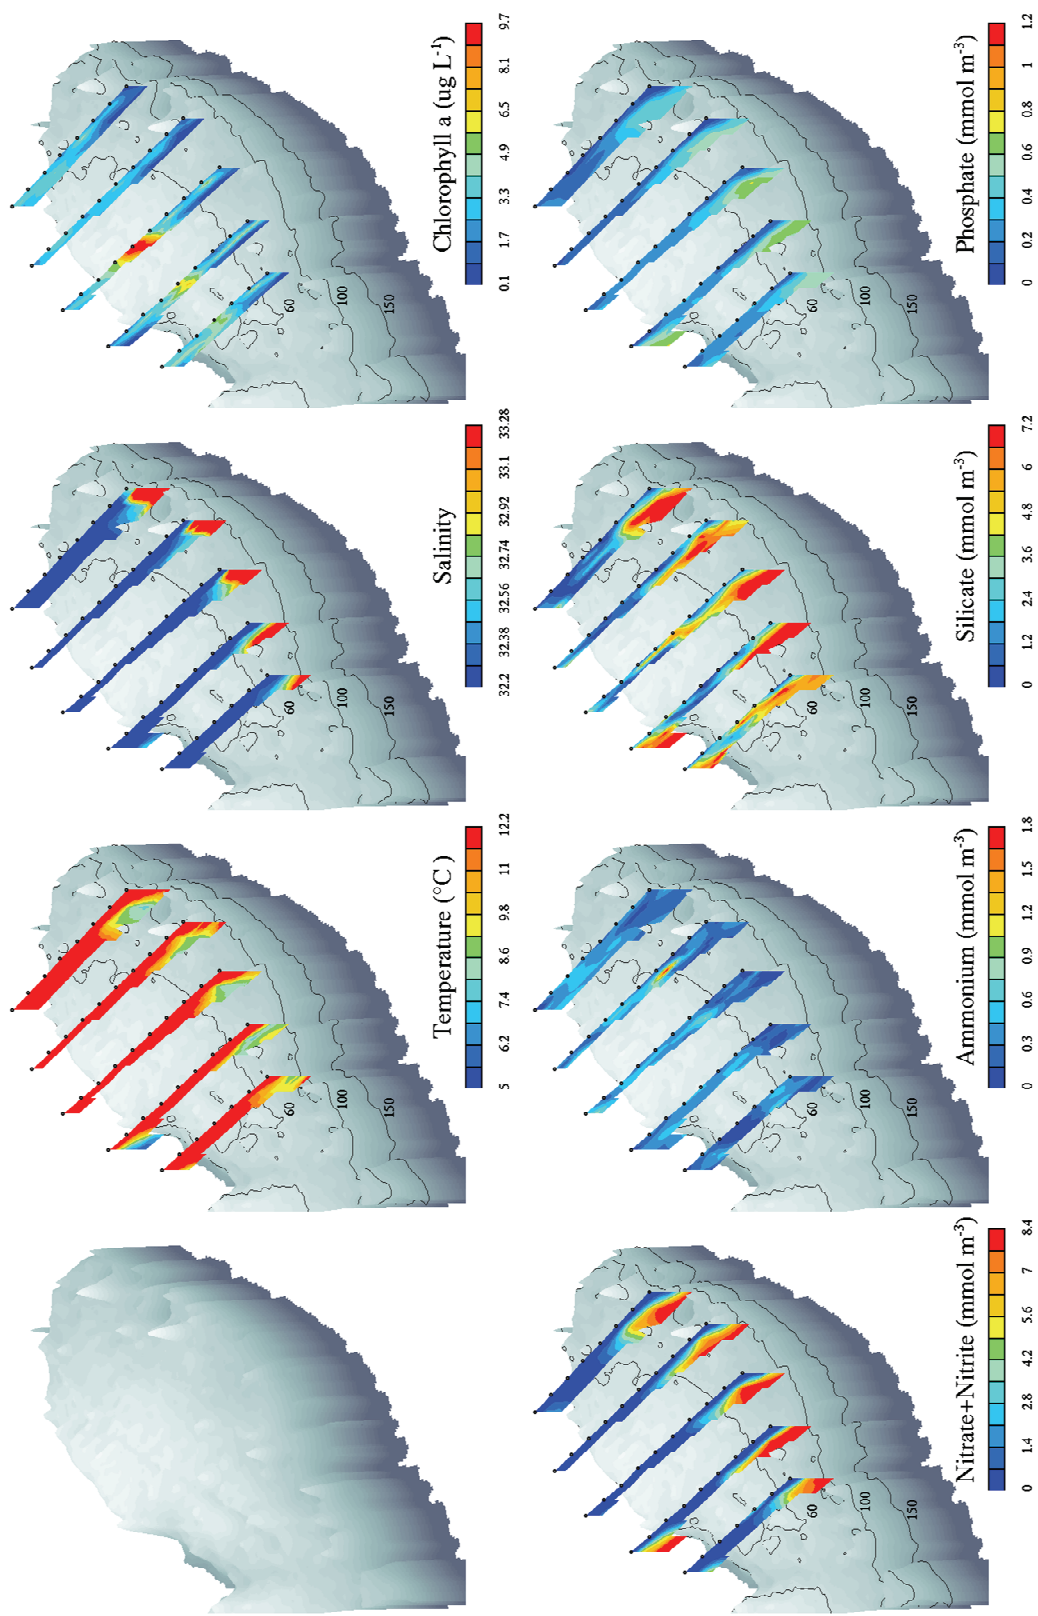 Temperature (°C )
5 6.2 7.4 8.6 9.8 11 12.2
60
100
150
Salinity
32.2 32.38 32.56 32.74 32.92 33.1 33.28
60
100
150
Chlorophyll a (ug L-1)
0.1 1.7 3.3 4.9 6.5 8.1 9.7
60
100
150
Nitrate+Nitrite (mmol m-3)
0 1.4 2.8 4.2 5.6 7 8.4
60
100
150
Ammonium (mmol m-3)
0 0.3 0.6 0.9 1.2 1.5 1.8
60
100
150
Silicate (mmol m-3)
0 1.2 2.4 3.6 4.8 6 7.2
60
100
150
Phosphate (mmol m-3)
0 0.2 0.4 0.6 0.8 1 1.2
60
100
150